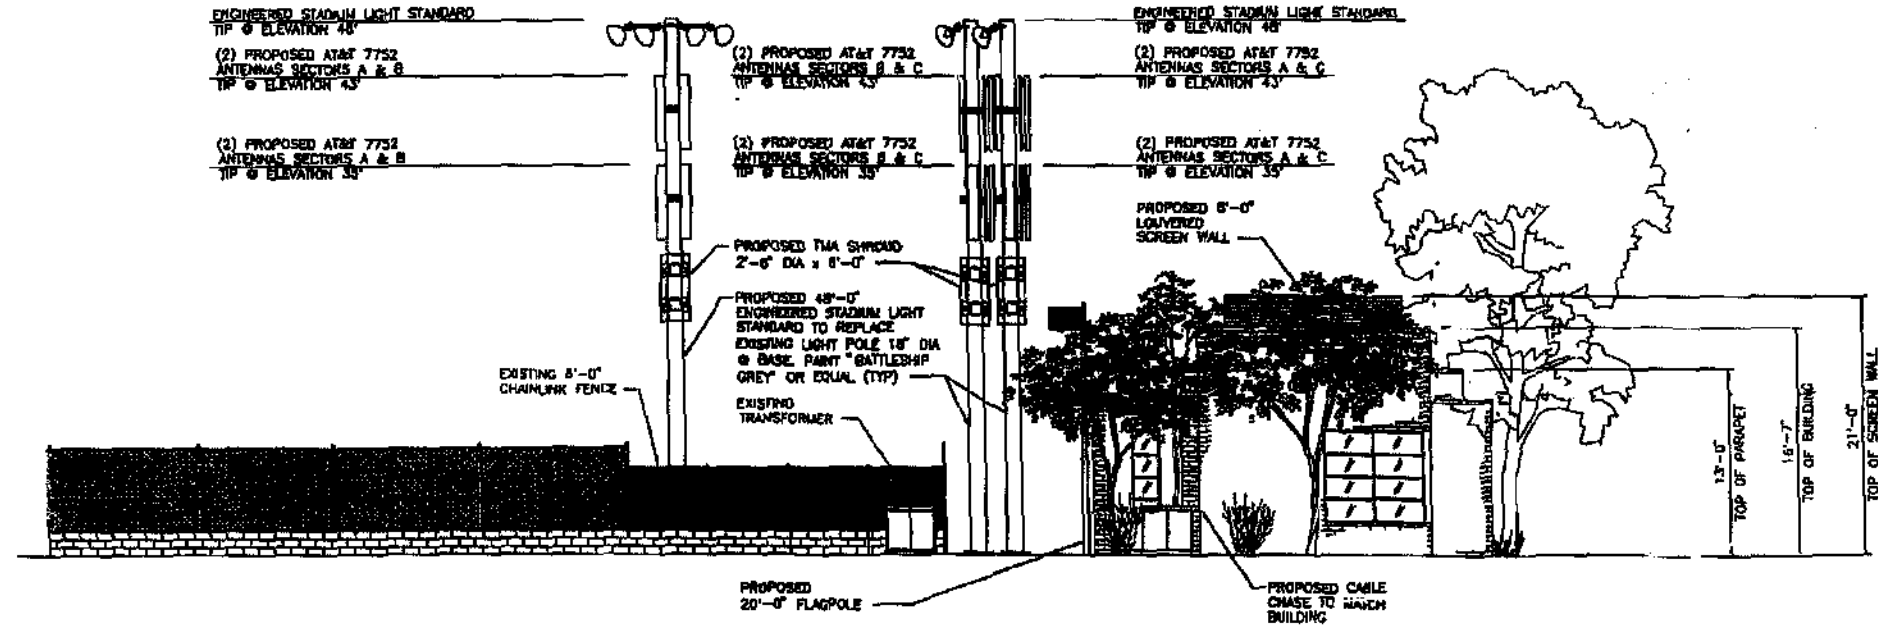 ENGINEERED STADIUM LIGHT STANDARD
TIP @ ELEVATION 48'
(2) PROPOSED AT&T 7752
ANTENNAS SECTORS A & B
TIP @ ELEVATION 43'
(2) PROPOSED AT&T 7752
ANTENNAS SECTORS A & B
TIP @ ELEVATION 35'
(2) PROPOSED AT&T 7752
ANTENNAS SECTORS B & C
TIP @ ELEVATION 43'
(2) PROPOSED AT&T 7752
ANTENNAS SECTORS B & C
TIP @ ELEVATION 35'
ENGINEERED STADIUM LIGHT STANDARD
TIP @ ELEVATION 48'
(2) PROPOSED AT&T 7752
ANTENNAS SECTORS A & C
TIP @ ELEVATION 43'
(2) PROPOSED AT&T 7752
ANTENNAS SECTORS A & C
TIP @ ELEVATION 35'
PROPOSED 6'-0"
LOUVERED
SCREEN WALL
PROPOSED TMA SHROUD
2'-6" DIA x 6'-0"
PROPOSED 48'-0"
ENGINEERED STADIUM LIGHT
STANDARD TO REPLACE
EXISTING LIGHT POLE 18" DIA
@ BASE. PAINT "BATTLESHIP
GREY" OR EQUAL (TYP)
EXISTING 8'-0"
CHAINLINK FENCE
EXISTING
TRANSFORMER
13'-0"
TOP OF PARAPET
16'-7"
TOP OF BUILDING
21'-0"
TOP OF SCREEN WALL
PROPOSED
20'-0" FLAGPOLE
PROPOSED CABLE
CHASE TO MATCH
BUILDING